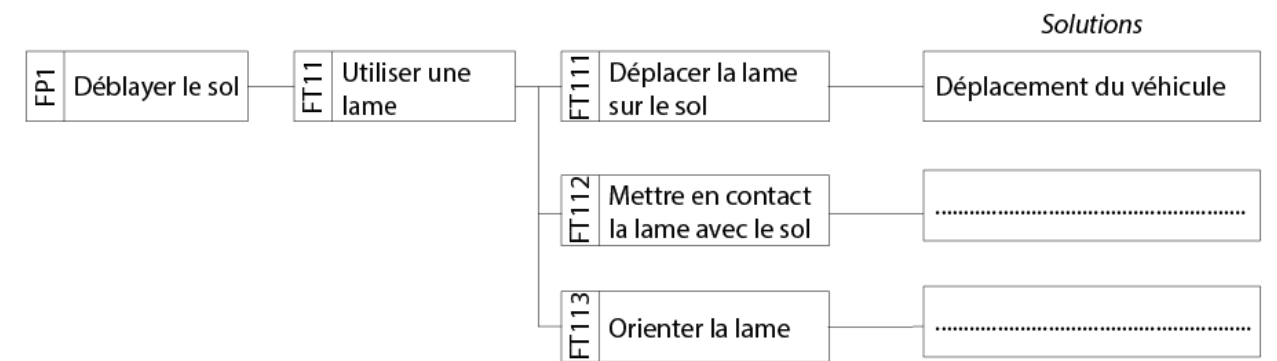 Solutions
FP1
Déblayer le sol
FT11
Utiliser une
lame
FT111
Déplacer la lame
sur le sol
Déplacement du véhicule
FT112
Mettre en contact
la lame avec le sol
......................................................
FT113
Orienter la lame
.......................................................